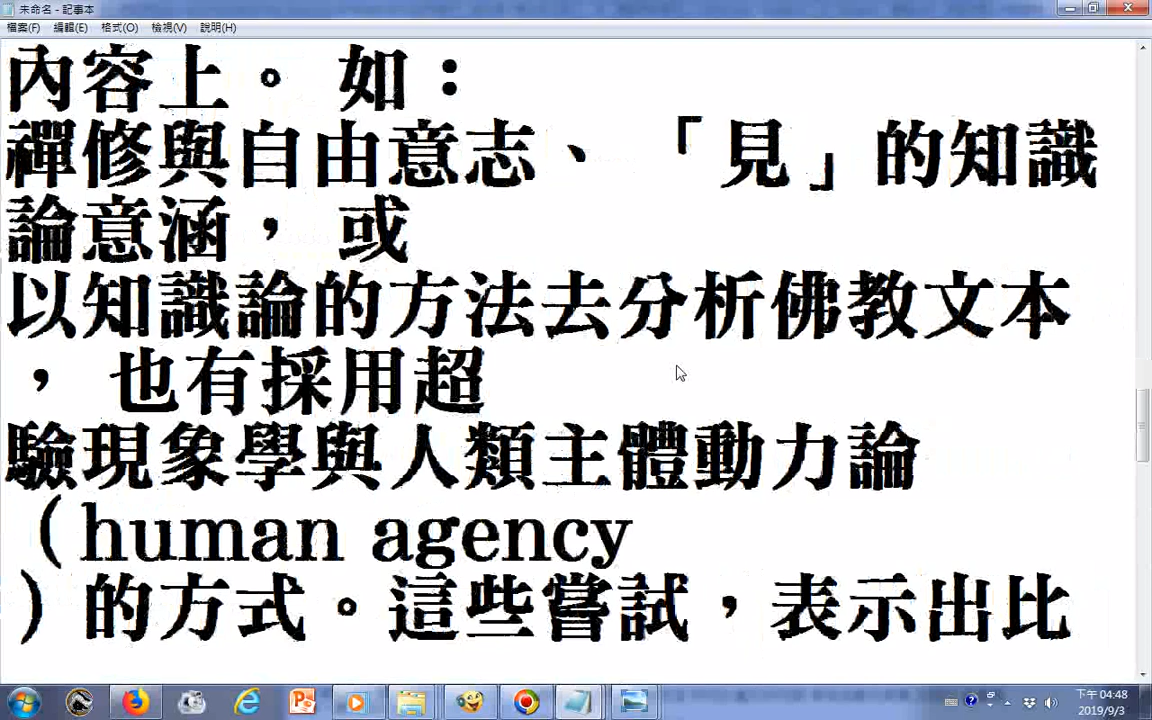 未命名 - 記事本
檔案(F) 編輯(E) 格式(O) 檢視(V) 說明(H)
內容上。 如：
禪修與自由意志、「見」的知識
論意涵， 或
以知識論的方法去分析佛教文本
， 也有採用超
驗現象學與人類主體動力論
（human agency
）的方式。這些嘗試，表示出比
下午 04:48
2019/9/3